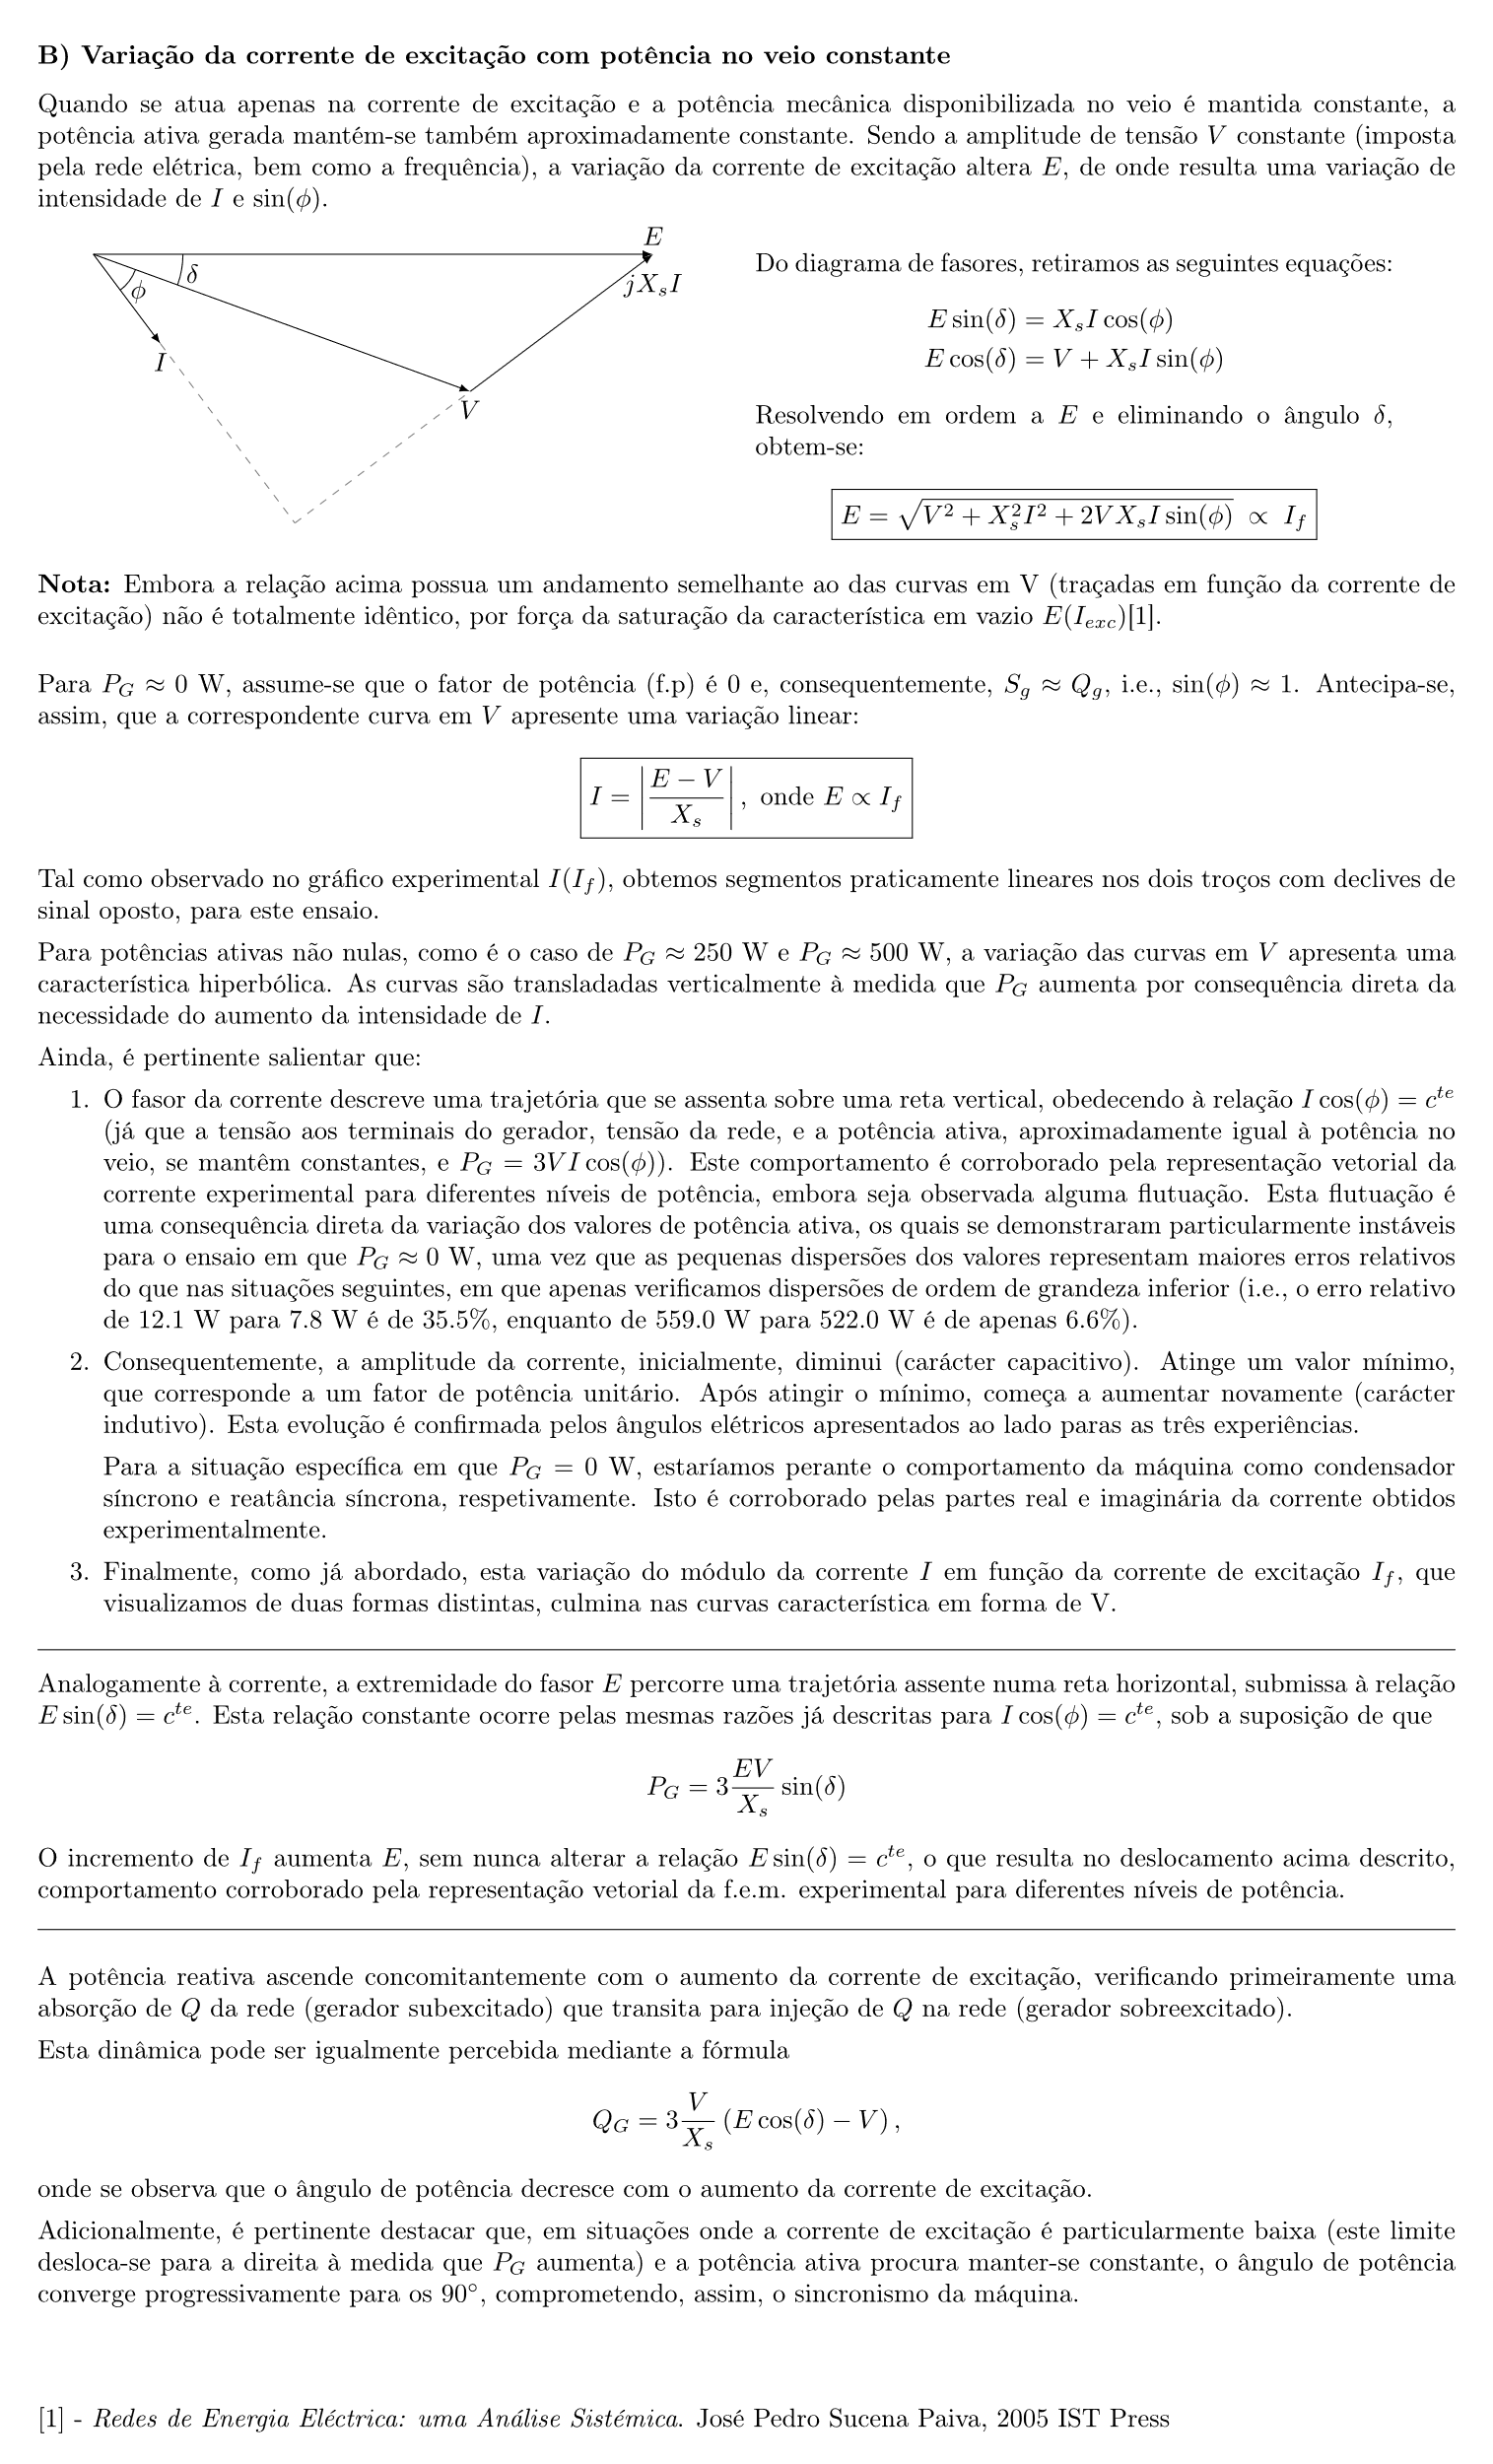 B) Variação da corrente de excitação com potência no veio constante
Quando se atua apenas na corrente de excitação e a potência mecânica disponibilizada no veio é mantida constante, a
potência ativa gerada mantém-se também aproximadamente constante. Sendo a amplitude de tensão V constante (imposta
pela rede elétrica, bem como a frequência), a variação da corrente de excitação altera E, de onde resulta uma variação de
intensidade de I e sin(ϕ).
E
δ
ϕ
jX_sI
I
V
Do diagrama de fasores, retiramos as seguintes equações:
E sin(δ) = X_sI cos(ϕ)
E cos(δ) = V + X_sI sin(ϕ)
Resolvendo em ordem a E e eliminando o ângulo δ,
obtem-se:
E = √(V² + X_s²I² + 2VX_sI sin(ϕ)) ∝ I_f
Nota: Embora a relação acima possua um andamento semelhante ao das curvas em V (traçadas em função da corrente de
excitação) não é totalmente idêntico, por força da saturação da característica em vazio E(I_exc)[1].
Para P_G ≈ 0 W, assume-se que o fator de potência (f.p) é 0 e, consequentemente, S_g ≈ Q_g, i.e., sin(ϕ) ≈ 1. Antecipa-se,
assim, que a correspondente curva em V apresente uma variação linear:
I = |(E − V)/X_s|, onde E ∝ I_f
Tal como observado no gráfico experimental I(I_f), obtemos segmentos praticamente lineares nos dois troços com declives de
sinal oposto, para este ensaio.
Para potências ativas não nulas, como é o caso de P_G ≈ 250 W e P_G ≈ 500 W, a variação das curvas em V apresenta uma
característica hiperbólica. As curvas são transladadas verticalmente à medida que P_G aumenta por consequência direta da
necessidade do aumento da intensidade de I.
Ainda, é pertinente salientar que:
1. O fasor da corrente descreve uma trajetória que se assenta sobre uma reta vertical, obedecendo à relação I cos(ϕ) = c^te
(já que a tensão aos terminais do gerador, tensão da rede, e a potência ativa, aproximadamente igual à potência no
veio, se mantêm constantes, e P_G = 3VI cos(ϕ)). Este comportamento é corroborado pela representação vetorial da
corrente experimental para diferentes níveis de potência, embora seja observada alguma flutuação. Esta flutuação é
uma consequência direta da variação dos valores de potência ativa, os quais se demonstraram particularmente instáveis
para o ensaio em que P_G ≈ 0 W, uma vez que as pequenas dispersões dos valores representam maiores erros relativos
do que nas situações seguintes, em que apenas verificamos dispersões de ordem de grandeza inferior (i.e., o erro relativo
de 12.1 W para 7.8 W é de 35.5%, enquanto de 559.0 W para 522.0 W é de apenas 6.6%).
2. Consequentemente, a amplitude da corrente, inicialmente, diminui (carácter capacitivo). Atinge um valor mínimo,
que corresponde a um fator de potência unitário. Após atingir o mínimo, começa a aumentar novamente (carácter
indutivo). Esta evolução é confirmada pelos ângulos elétricos apresentados ao lado paras as três experiências.
Para a situação específica em que P_G = 0 W, estaríamos perante o comportamento da máquina como condensador
síncrono e reatância síncrona, respetivamente. Isto é corroborado pelas partes real e imaginária da corrente obtidos
experimentalmente.
3. Finalmente, como já abordado, esta variação do módulo da corrente I em função da corrente de excitação I_f, que
visualizamos de duas formas distintas, culmina nas curvas característica em forma de V.
Analogamente à corrente, a extremidade do fasor E percorre uma trajetória assente numa reta horizontal, submissa à relação
E sin(δ) = c^te. Esta relação constante ocorre pelas mesmas razões já descritas para I cos(ϕ) = c^te, sob a suposição de que
P_G = 3 (EV/X_s) sin(δ)
O incremento de I_f aumenta E, sem nunca alterar a relação E sin(δ) = c^te, o que resulta no deslocamento acima descrito,
comportamento corroborado pela representação vetorial da f.e.m. experimental para diferentes níveis de potência.
A potência reativa ascende concomitantemente com o aumento da corrente de excitação, verificando primeiramente uma
absorção de Q da rede (gerador subexcitado) que transita para injeção de Q na rede (gerador sobreexcitado).
Esta dinâmica pode ser igualmente percebida mediante a fórmula
Q_G = 3 (V/X_s) (E cos(δ) − V),
onde se observa que o ângulo de potência decresce com o aumento da corrente de excitação.
Adicionalmente, é pertinente destacar que, em situações onde a corrente de excitação é particularmente baixa (este limite
desloca-se para a direita à medida que P_G aumenta) e a potência ativa procura manter-se constante, o ângulo de potência
converge progressivamente para os 90°, comprometendo, assim, o sincronismo da máquina.
[1] - Redes de Energia Eléctrica: uma Análise Sistémica. José Pedro Sucena Paiva, 2005 IST Press